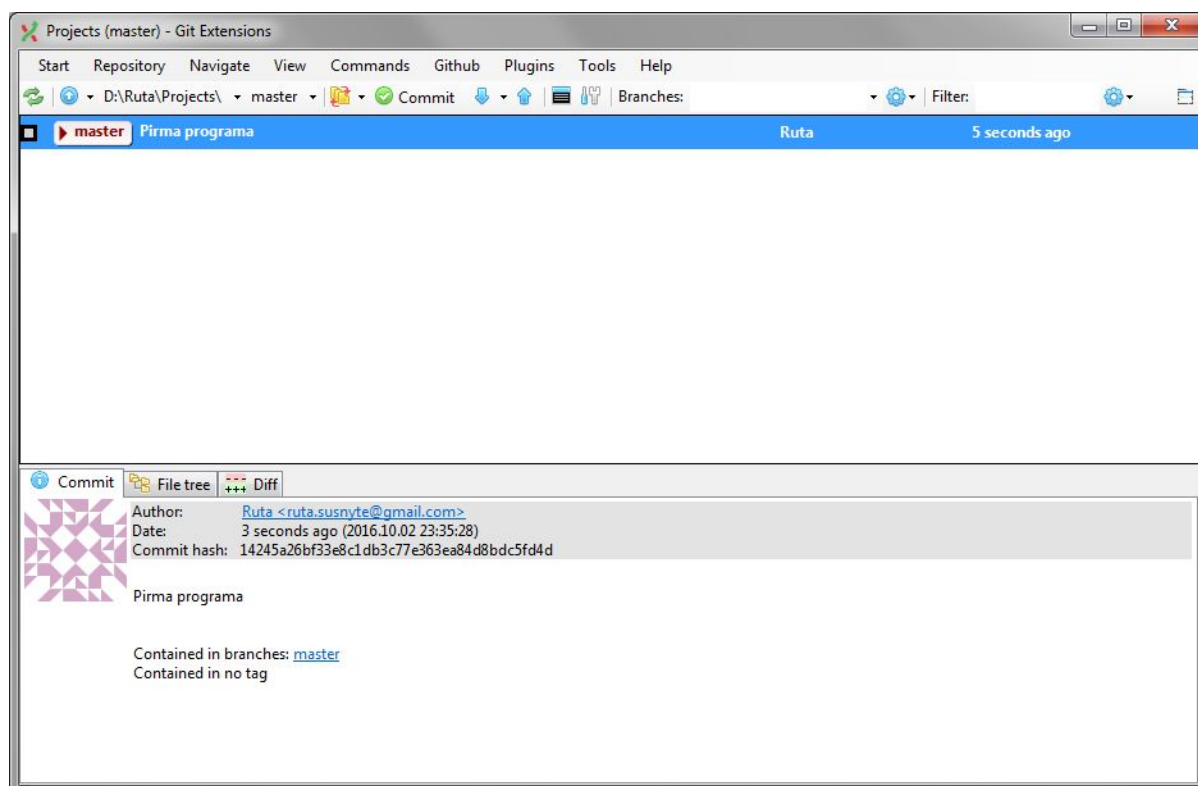 Projects (master) - Git Extensions
Start Repository Navigate View Commands Github Plugins Tools Help
D:\Ruta\Projects\ master Commit Branches: Filter:
master Pirma programa Ruta 5 seconds ago
Commit File tree Diff
Author: Ruta <ruta.susnyte@gmail.com>
Date: 3 seconds ago (2016.10.02 23:35:28)
Commit hash: 14245a26bf33e8c1db3c77e363ea84d8bdc5fd4d
Pirma programa
Contained in branches: master
Contained in no tag